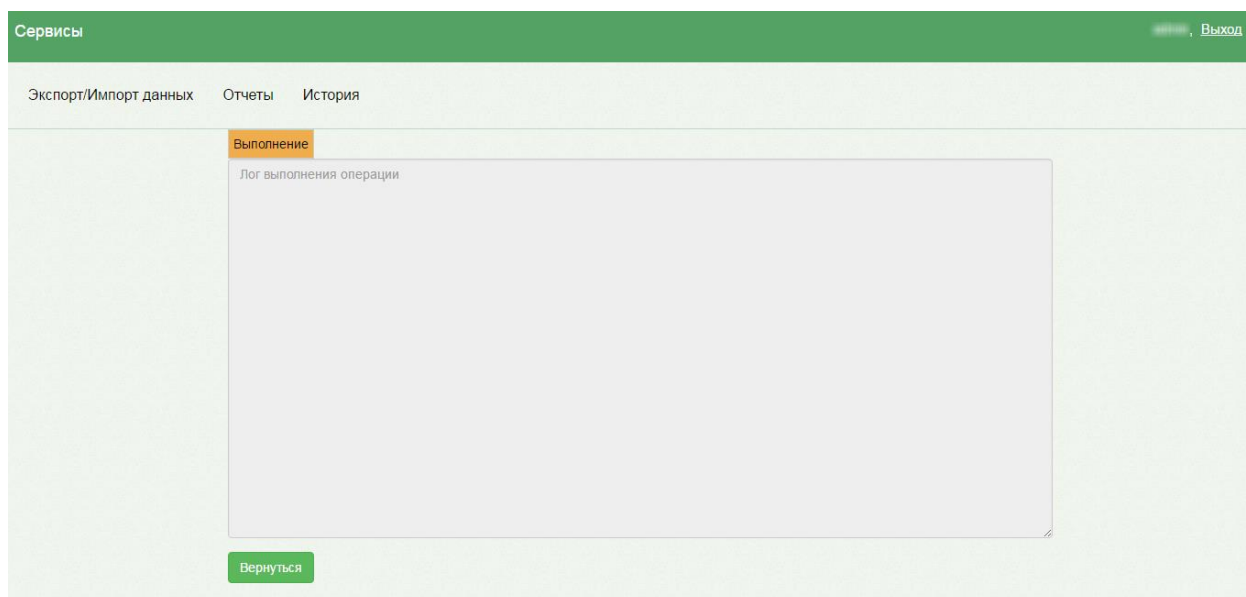 Сервисы
, Выход
Экспорт/Импорт данных Отчеты История
Выполнение
Лог выполнения операции
Вернуться